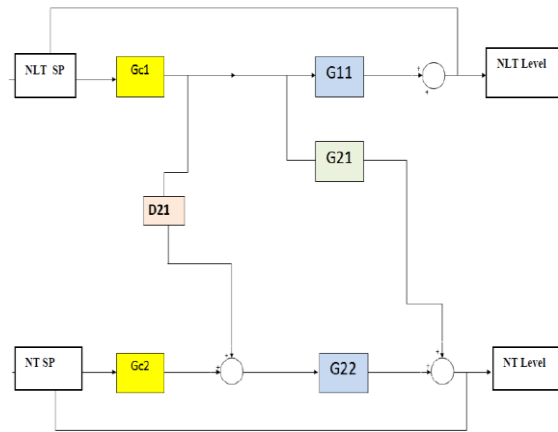 NLT SP
Gc1
G11
+
+
NLT Level
G21
D21
NT SP
Gc2
+
+
G22
+
+
NT Level